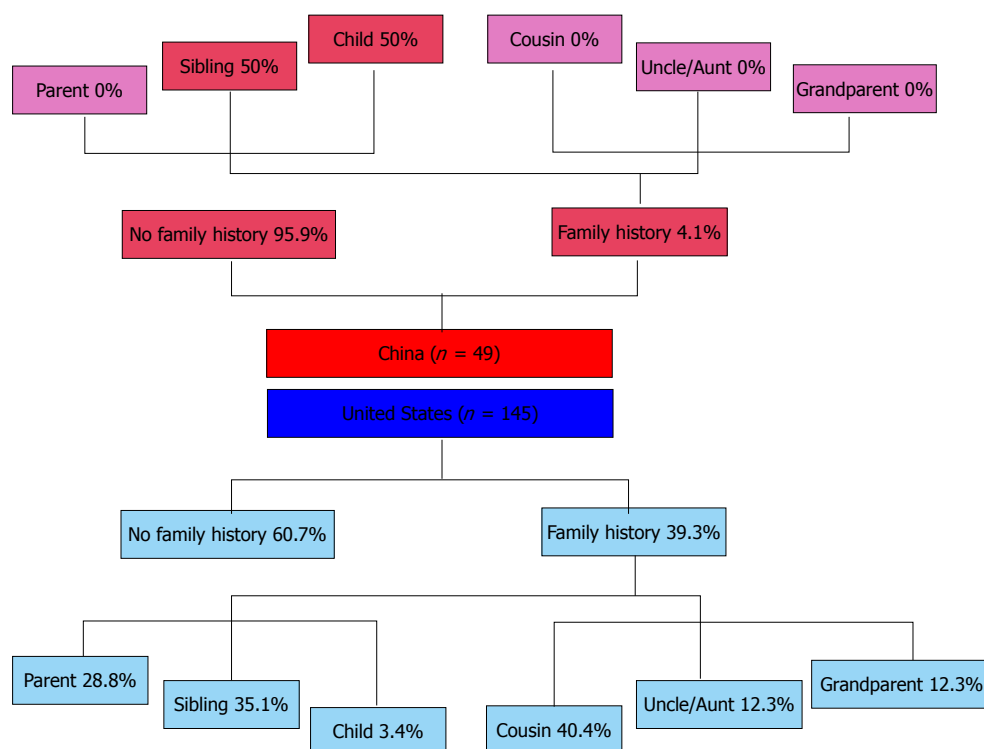 Child 50%
Cousin 0%
Sibling 50%
Uncle/Aunt 0%
Parent 0%
Grandparent 0%
No family history 95.9%
Family history 4.1%
China (n = 49)
United States (n = 145)
No family history 60.7%
Family history 39.3%
Parent 28.8%
Sibling 35.1%
Child 3.4%
Cousin 40.4%
Uncle/Aunt 12.3%
Grandparent 12.3%